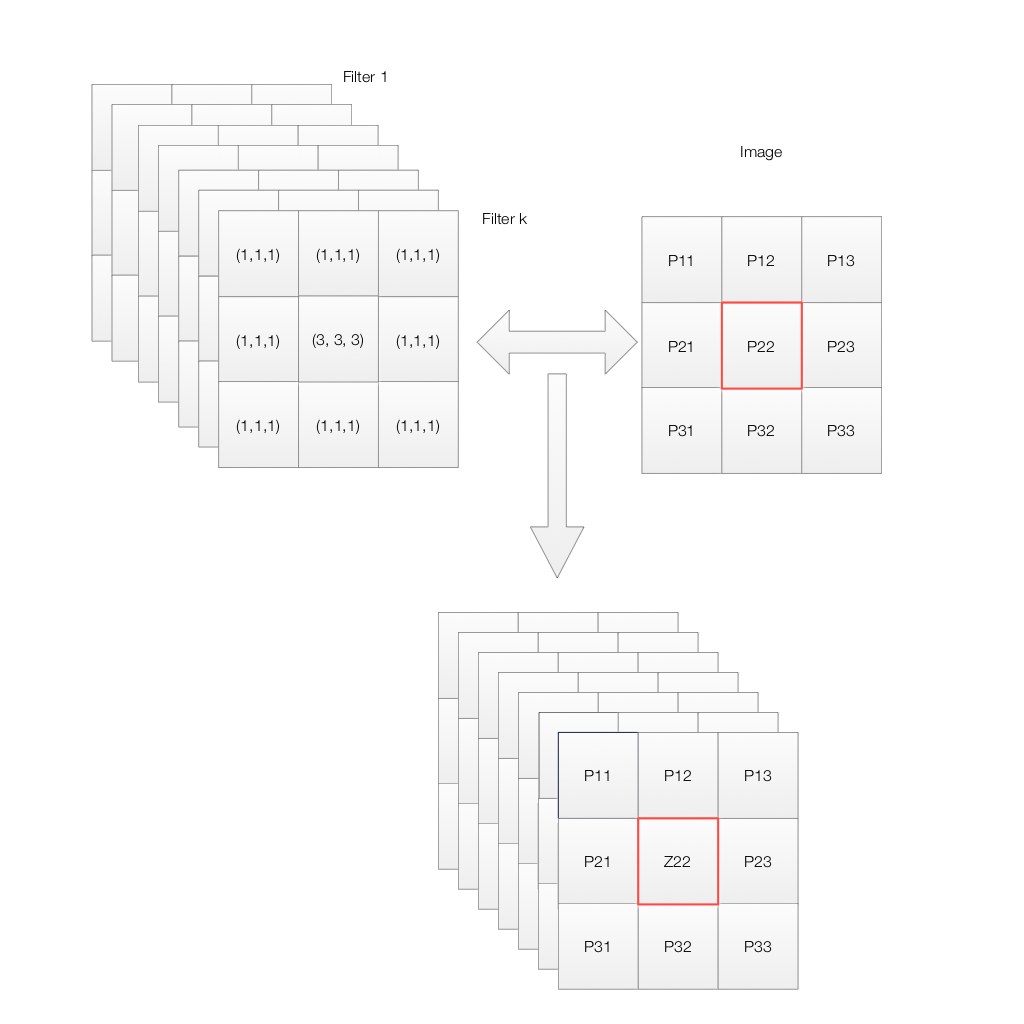 Filter 1
Image
Filter k
(1,1,1) (1,1,1) (1,1,1)
(1,1,1) (3, 3, 3) (1,1,1)
(1,1,1) (1,1,1) (1,1,1)
P11 P12 P13
P21 P22 P23
P31 P32 P33
P11 P12 P13
P21 Z22 P23
P31 P32 P33